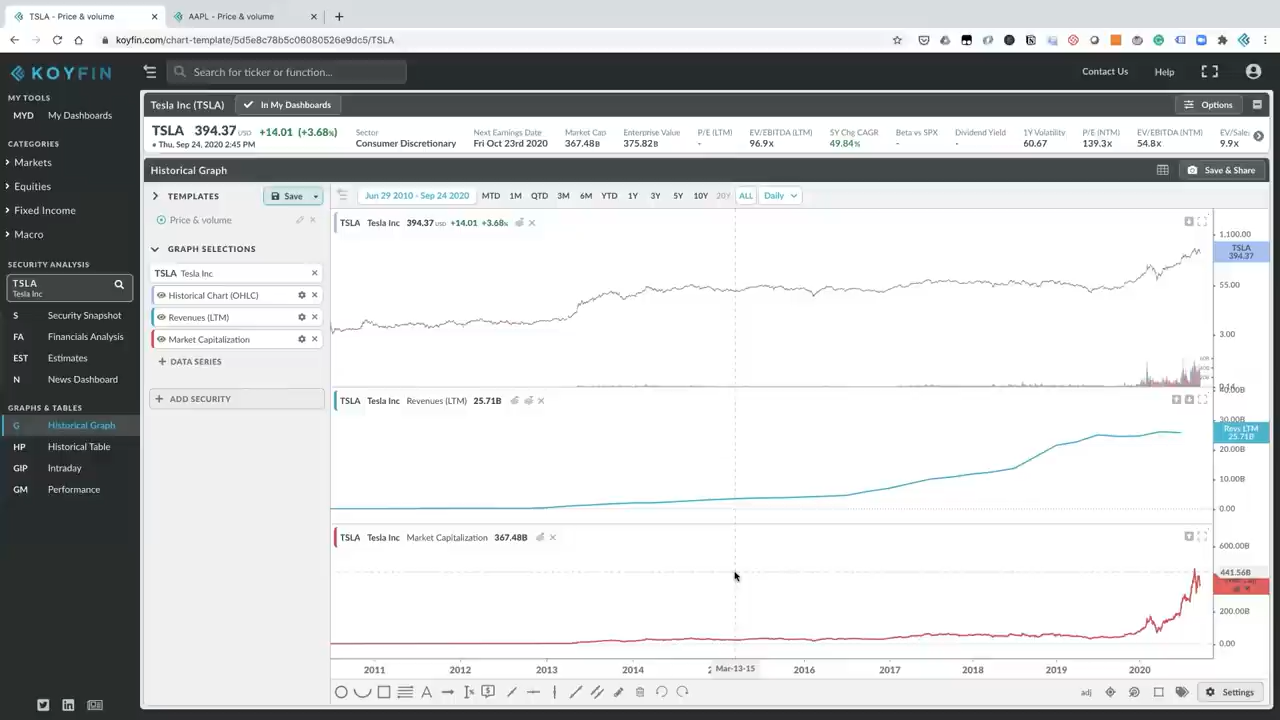 TSLA - Price & volume
AAPL - Price & volume
koyfin.com/chart-template/5d5e8c78b5c06080526e9dc5/TSLA
KOYFIN
Search for ticker or function...
Contact Us
Help
MY TOOLS
MYD My Dashboards
CATEGORIES
Markets
Equities
Fixed Income
Macro
SECURITY ANALYSIS
TSLA
Tesla Inc
S Security Snapshot
FA Financials Analysis
EST Estimates
N News Dashboard
GRAPHS & TABLES
G Historical Graph
HP Historical Table
GIP Intraday
GM Performance
Tesla Inc (TSLA)
In My Dashboards
Options
TSLA 394.37 USD +14.01 (+3.68%)
• Thu, Sep 24, 2020 2:45 PM
Sector
Consumer Discretionary
Next Earnings Date
Fri Oct 23rd 2020
Market Cap
367.48B
Enterprise Value
375.82B
P/E (LTM)
-
EV/EBITDA (LTM)
96.9X
5Y Chg CAGR
49.84%
Beta vs SPX
-
Dividend Yield
-
1Y Volatility
60.67
P/E (NTM)
139.3X
EV/EBITDA (NTM)
54.8X
EV/Sales
9.9X
Historical Graph
Save & Share
TEMPLATES
Save
Price & volume
GRAPH SELECTIONS
TSLA Tesla Inc
Historical Chart (OHLC)
Revenues (LTM)
Market Capitalization
+ DATA SERIES
+ ADD SECURITY
Jun 29 2010 - Sep 24 2020 MTD 1M QTD 3M 6M YTD 1Y 3Y 5Y 10Y 20Y ALL Daily
TSLA Tesla Inc 394.37 USD +14.01 +3.68%
1,100.00
TSLA
394.37
55.00
3.00
TSLA Tesla Inc Revenues (LTM) 25.71B
40.00B
30.00B
Revs LTM
25.71B
20.00B
10.00B
0.00
TSLA Tesla Inc Market Capitalization 367.48B
600.00B
441.56B
200.00B
0.00
2011 2012 2013 2014 Mar-13-15 2016 2017 2018 2019 2020
adj
Settings